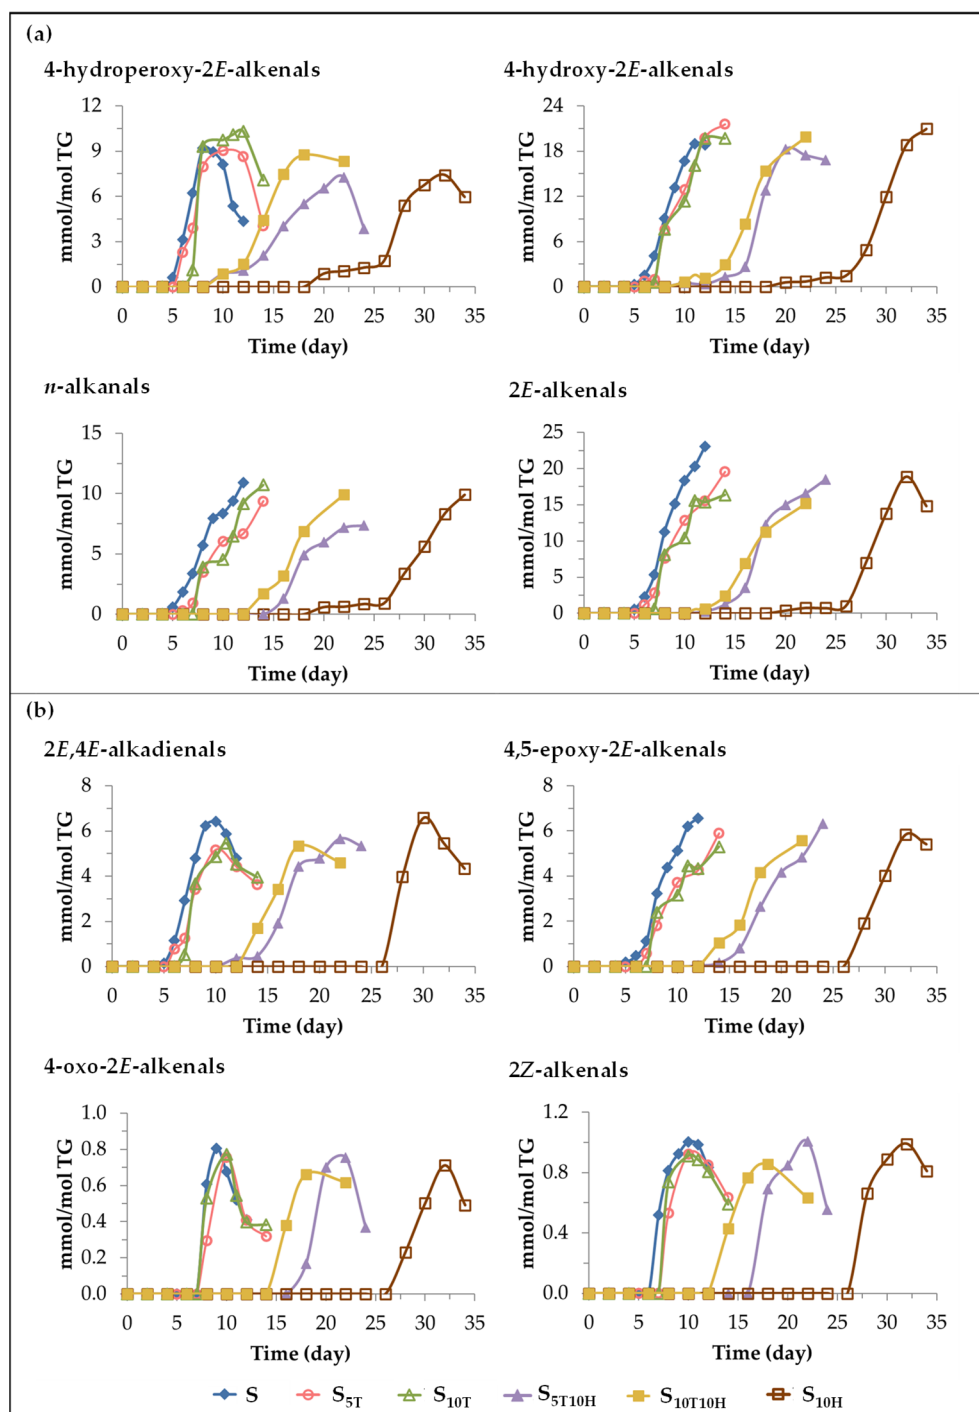 (a)
4-hydroperoxy-2E-alkenals
4-hydroxy-2E-alkenals
mmol/mol TG
12
9
6
3
0
0 5 10 15 20 25 30 35
Time (day)
mmol/mol TG
24
18
12
6
0
0 5 10 15 20 25 30 35
Time (day)
n-alkanals
2E-alkenals
mmol/mol TG
15
10
5
0
0 5 10 15 20 25 30 35
Time (day)
mmol/mol TG
25
20
15
10
5
0
0 5 10 15 20 25 30 35
Time (day)
(b)
2E,4E-alkadienals
4,5-epoxy-2E-alkenals
mmol/mol TG
8
6
4
2
0
0 5 10 15 20 25 30 35
Time (day)
mmol/mol TG
8
6
4
2
0
0 5 10 15 20 25 30 35
Time (day)
4-oxo-2E-alkenals
2Z-alkenals
mmol/mol TG
1.0
0.8
0.6
0.4
0.2
0.0
0 5 10 15 20 25 30 35
Time (day)
mmol/mol TG
1.2
0.8
0.4
0.0
0 5 10 15 20 25 30 35
Time (day)
S S5T S10T S5T10H S10T10H S10H